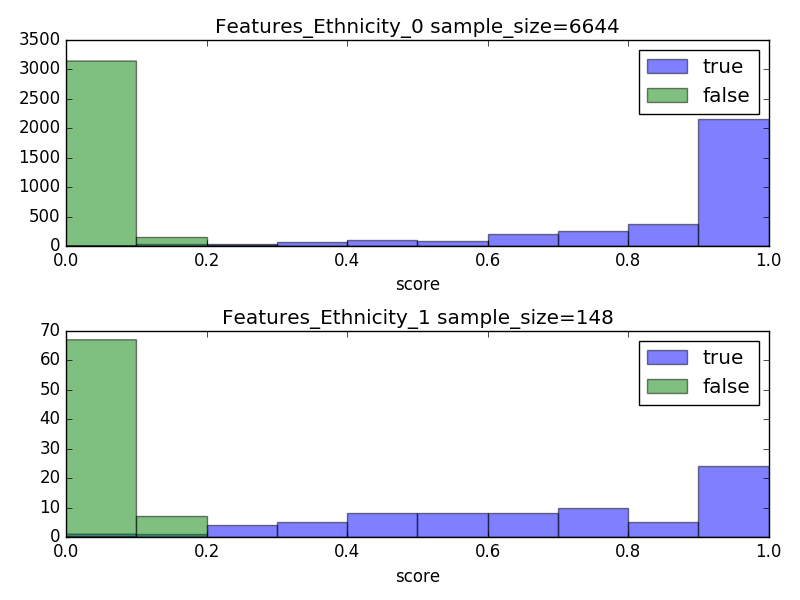 Features_Ethnicity_0 sample_size=6644
3500
3000
2500
2000
1500
1000
500
0
true
false
0.0 0.2 0.4 0.6 0.8 1.0
score
Features_Ethnicity_1 sample_size=148
70
60
50
40
30
20
10
0
true
false
0.0 0.2 0.4 0.6 0.8 1.0
score